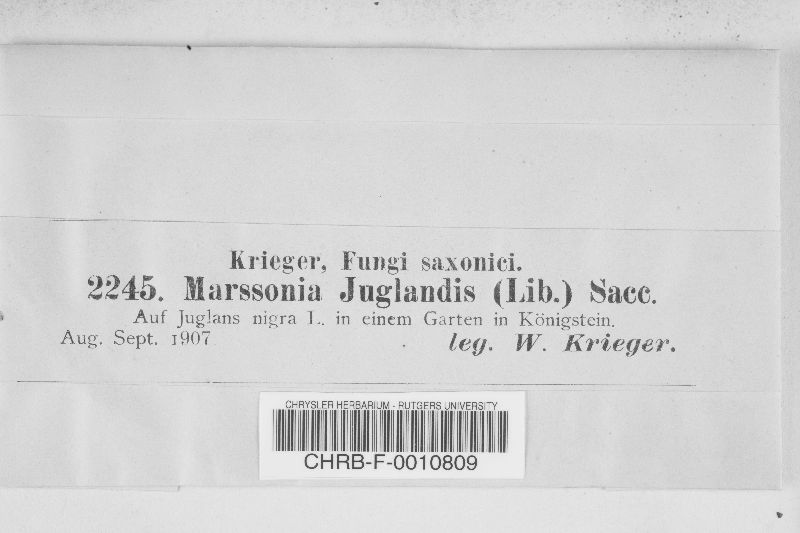 Krieger, Fungi saxonici.
2245. Marssonia Juglandis (Lib.) Sacc.
Auf Juglans nigra L. in einem Garten in Königstein.
Aug. Sept. 1907
leg. W. Krieger.
CHRYSLER HERBARIUM - RUTGERS UNIVERSITY
CHRB-F-0010809